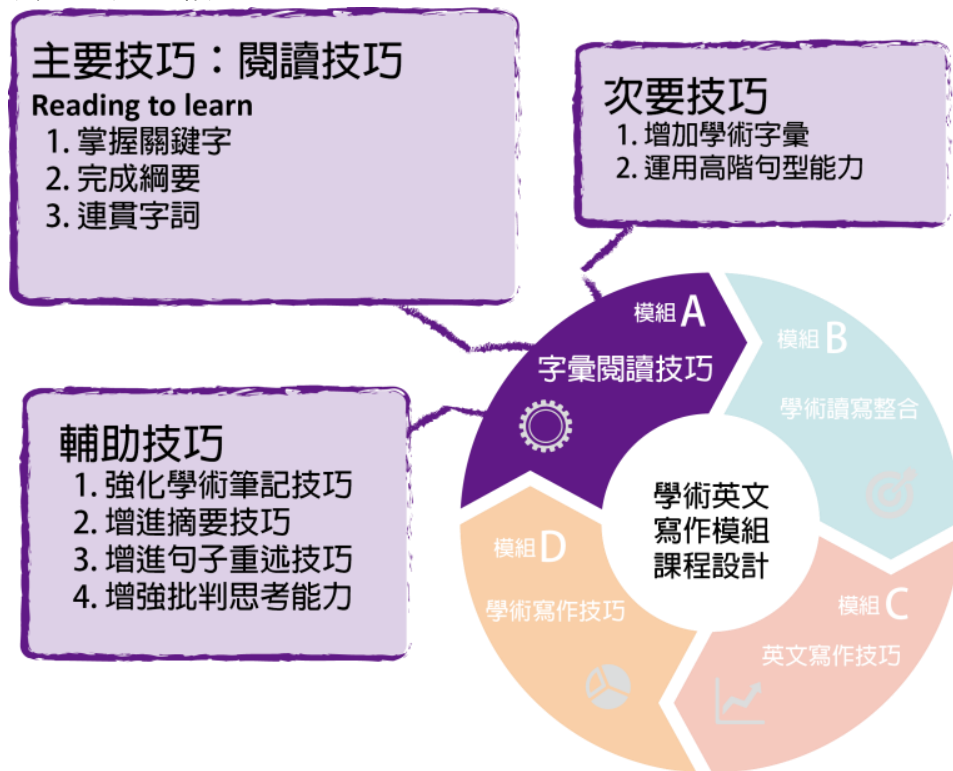 主要技巧：閱讀技巧
Reading to learn
1. 掌握關鍵字
2. 完成綱要
3. 連貫字詞
次要技巧
1. 增加學術字彙
2. 運用高階句型能力
輔助技巧
1. 強化學術筆記技巧
2. 增進摘要技巧
3. 增進句子重述技巧
4. 增強批判思考能力
模組A
字彙閱讀技巧
模組B
學術讀寫整合
模組C
英文寫作技巧
模組D
學術寫作技巧
學術英文
寫作模組
課程設計